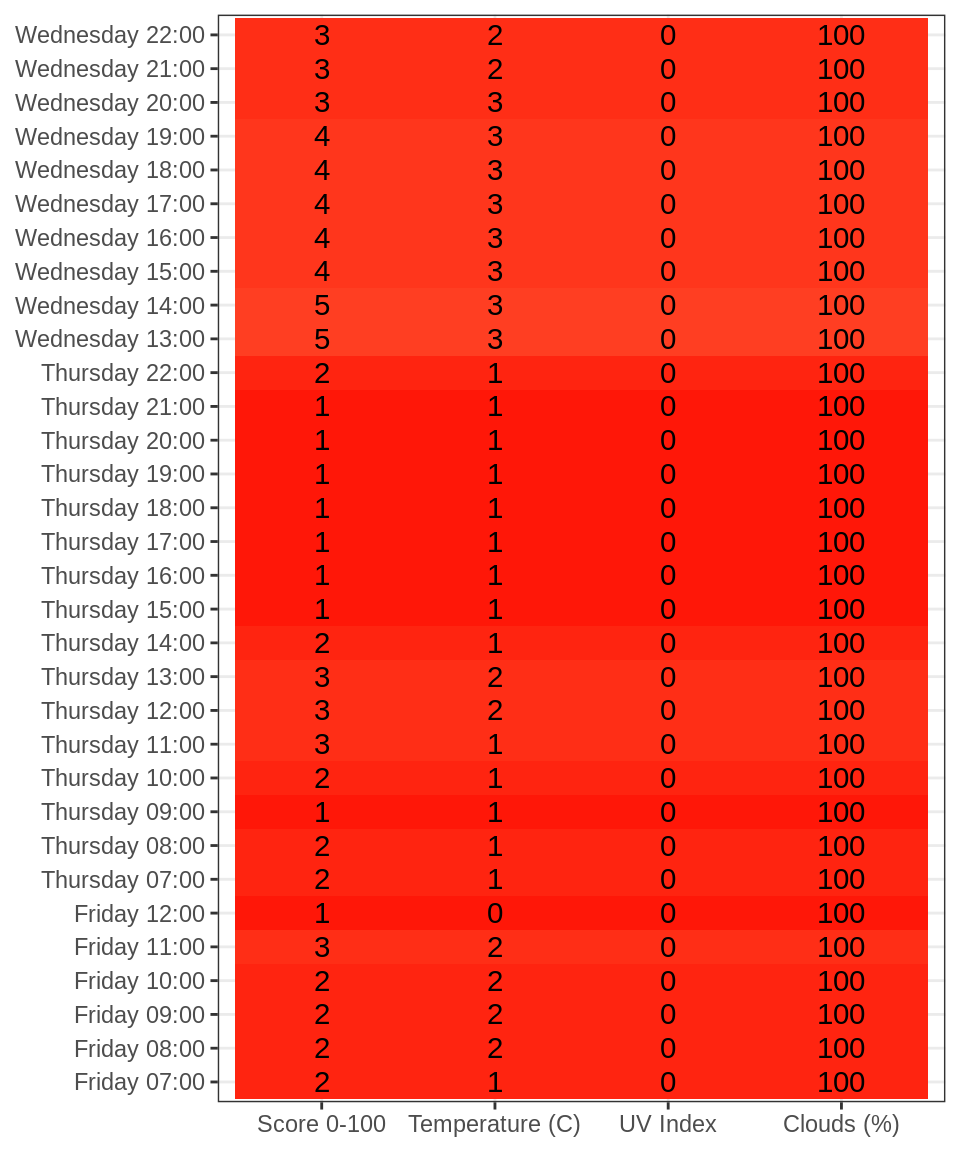 Wednesday 22:00 3 2 0 100
Wednesday 21:00 3 2 0 100
Wednesday 20:00 3 3 0 100
Wednesday 19:00 4 3 0 100
Wednesday 18:00 4 3 0 100
Wednesday 17:00 4 3 0 100
Wednesday 16:00 4 3 0 100
Wednesday 15:00 4 3 0 100
Wednesday 14:00 5 3 0 100
Wednesday 13:00 5 3 0 100
Thursday 22:00 2 1 0 100
Thursday 21:00 1 1 0 100
Thursday 20:00 1 1 0 100
Thursday 19:00 1 1 0 100
Thursday 18:00 1 1 0 100
Thursday 17:00 1 1 0 100
Thursday 16:00 1 1 0 100
Thursday 15:00 1 1 0 100
Thursday 14:00 2 1 0 100
Thursday 13:00 3 2 0 100
Thursday 12:00 3 2 0 100
Thursday 11:00 3 1 0 100
Thursday 10:00 2 1 0 100
Thursday 09:00 1 1 0 100
Thursday 08:00 2 1 0 100
Thursday 07:00 2 1 0 100
Friday 12:00 1 0 0 100
Friday 11:00 3 2 0 100
Friday 10:00 2 2 0 100
Friday 09:00 2 2 0 100
Friday 08:00 2 2 0 100
Friday 07:00 2 1 0 100
Score 0-100 Temperature (C) UV Index Clouds (%)